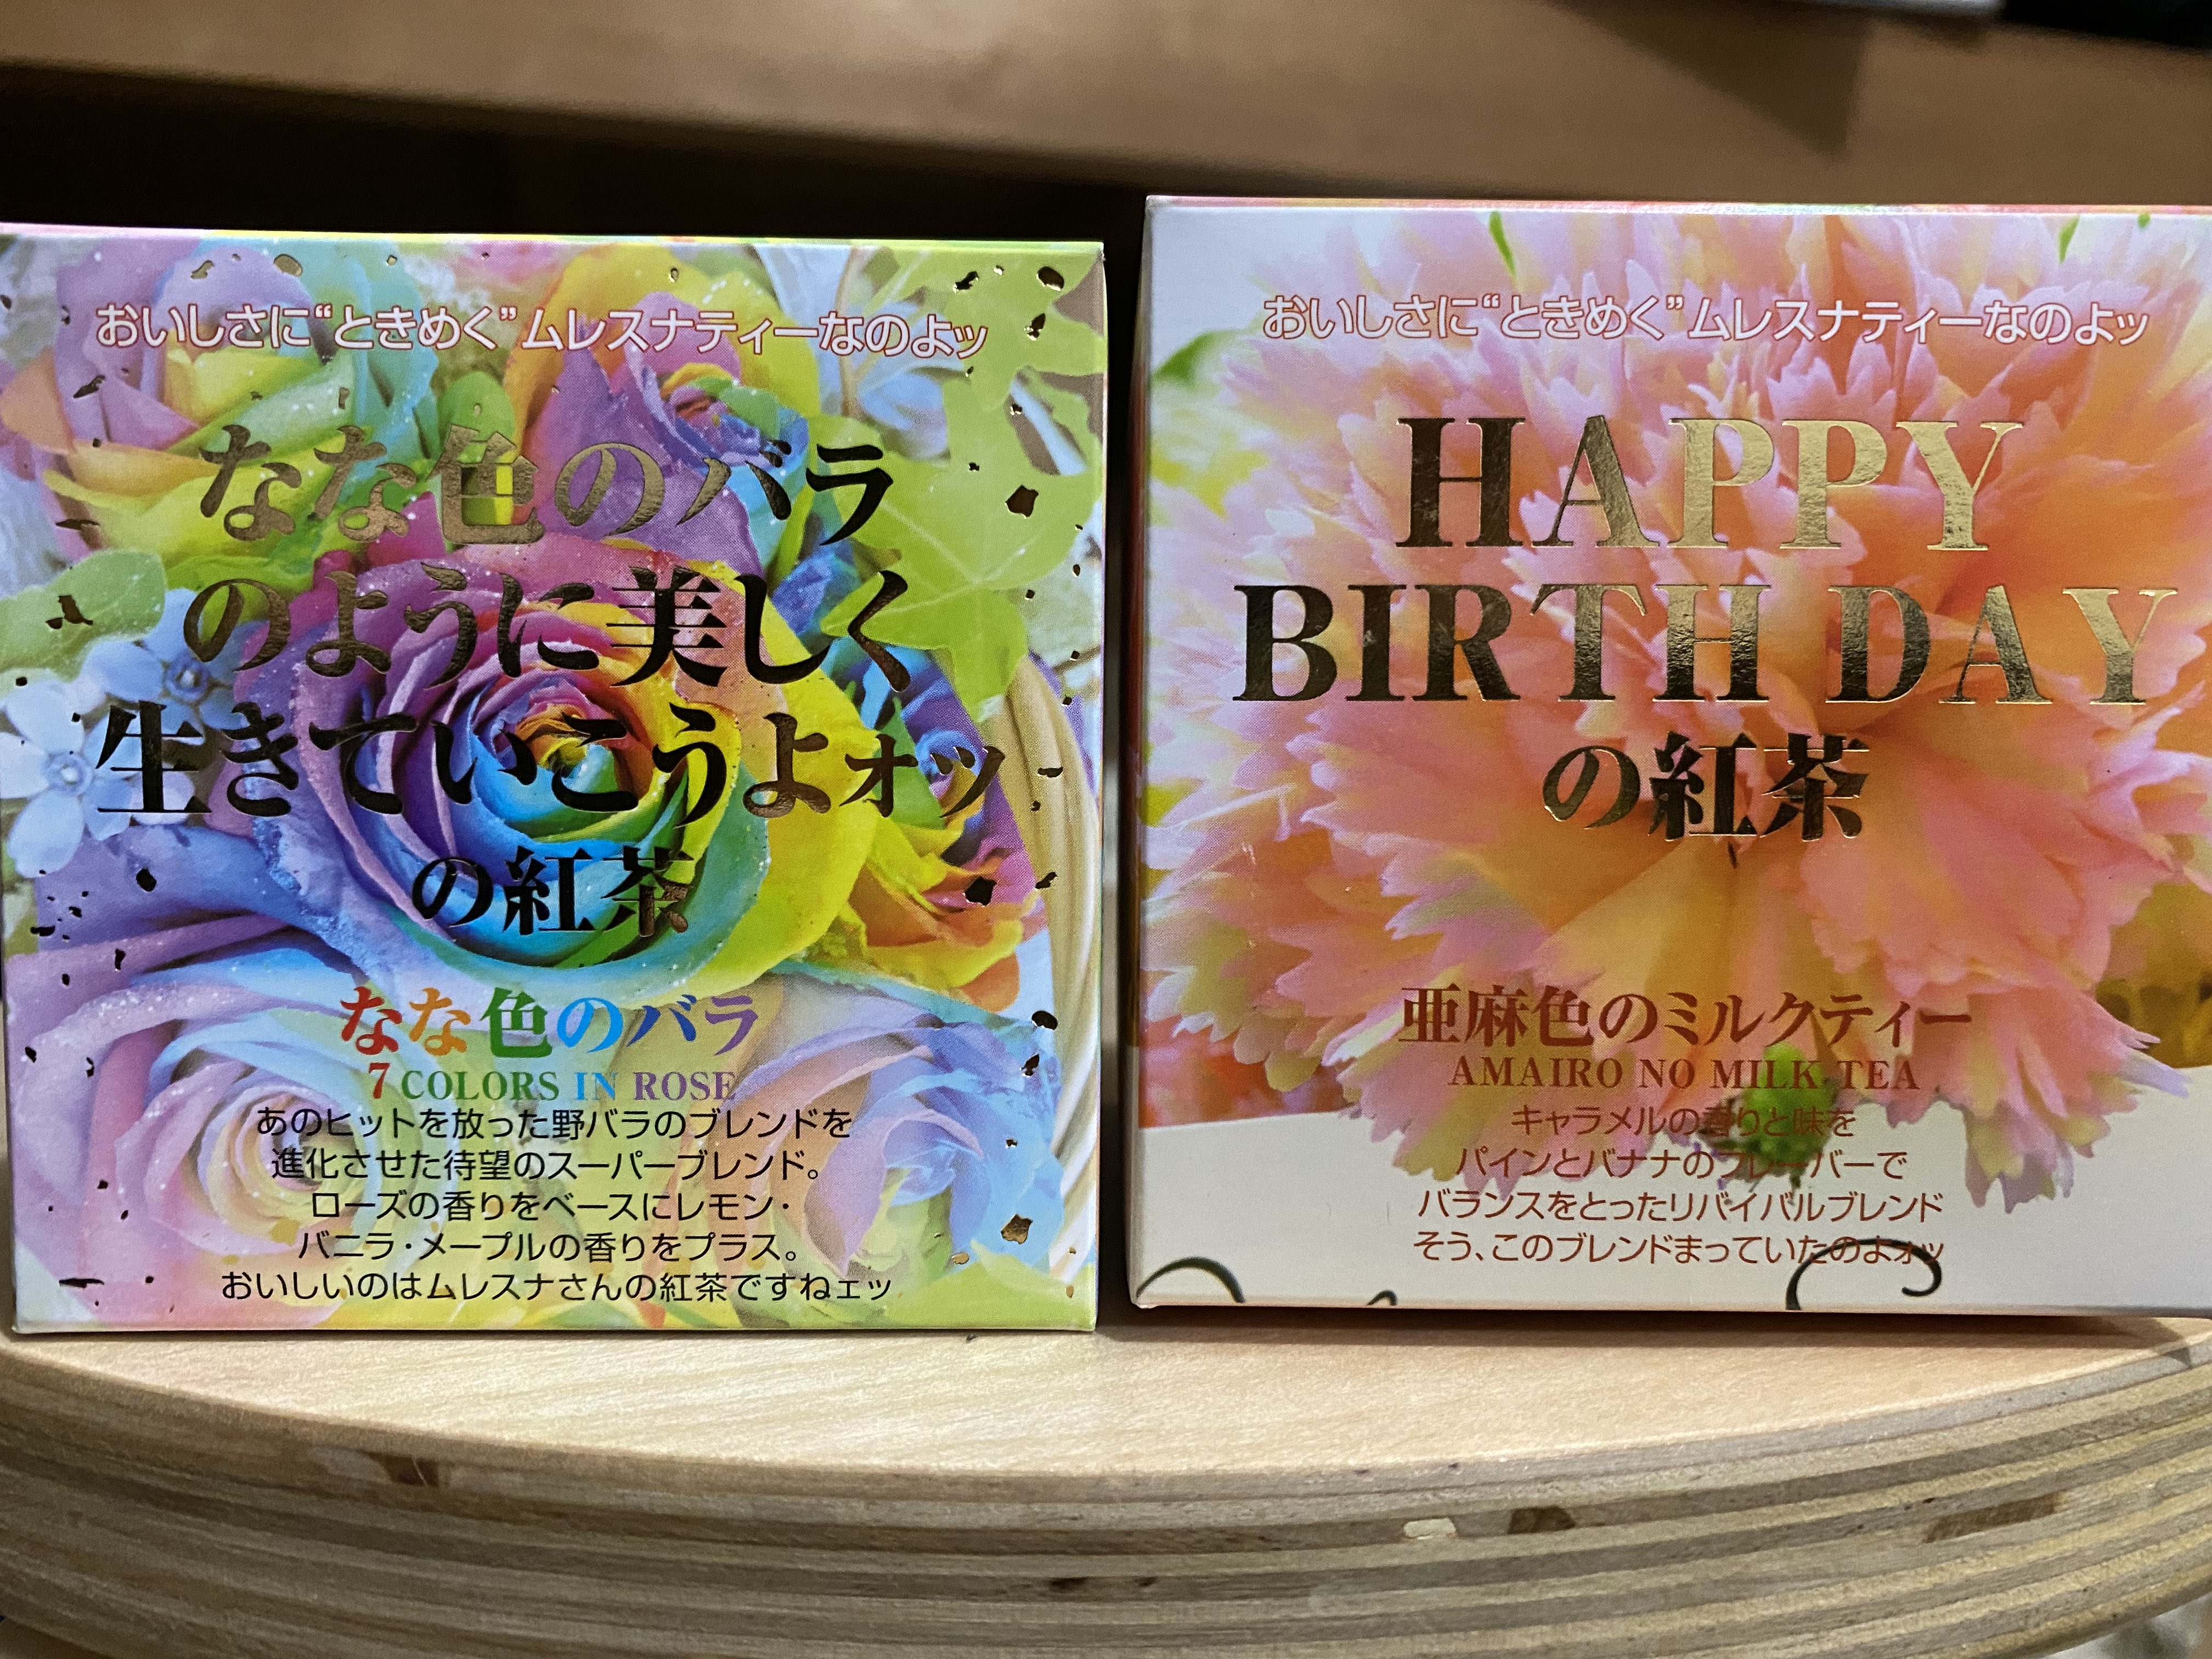 おいしさに“ときめく”ムレスナティーなのよッ
なな色のバラ
のように美しく
生きていこうよォッ
の紅茶
なな色のバラ
7 COLORS IN ROSE
あのヒットを放った野バラのブレンドを
進化させた待望のスーパーブレンド。
ローズの香りをベースにレモン・
バニラ・メープルの香りをプラス。
おいしいのはムレスナさんの紅茶ですねェッ
おいしさに“ときめく”ムレスナティーなのよッ
HAPPY
BIRTH DAY
の紅茶
亜麻色のミルクティー
AMAIRO NO MILK TEA
キャラメルの香りと味を
パインとバナナのフレーバーで
バランスをとったリバイバルブレンド
そう、このブレンドまっていたのよォッ